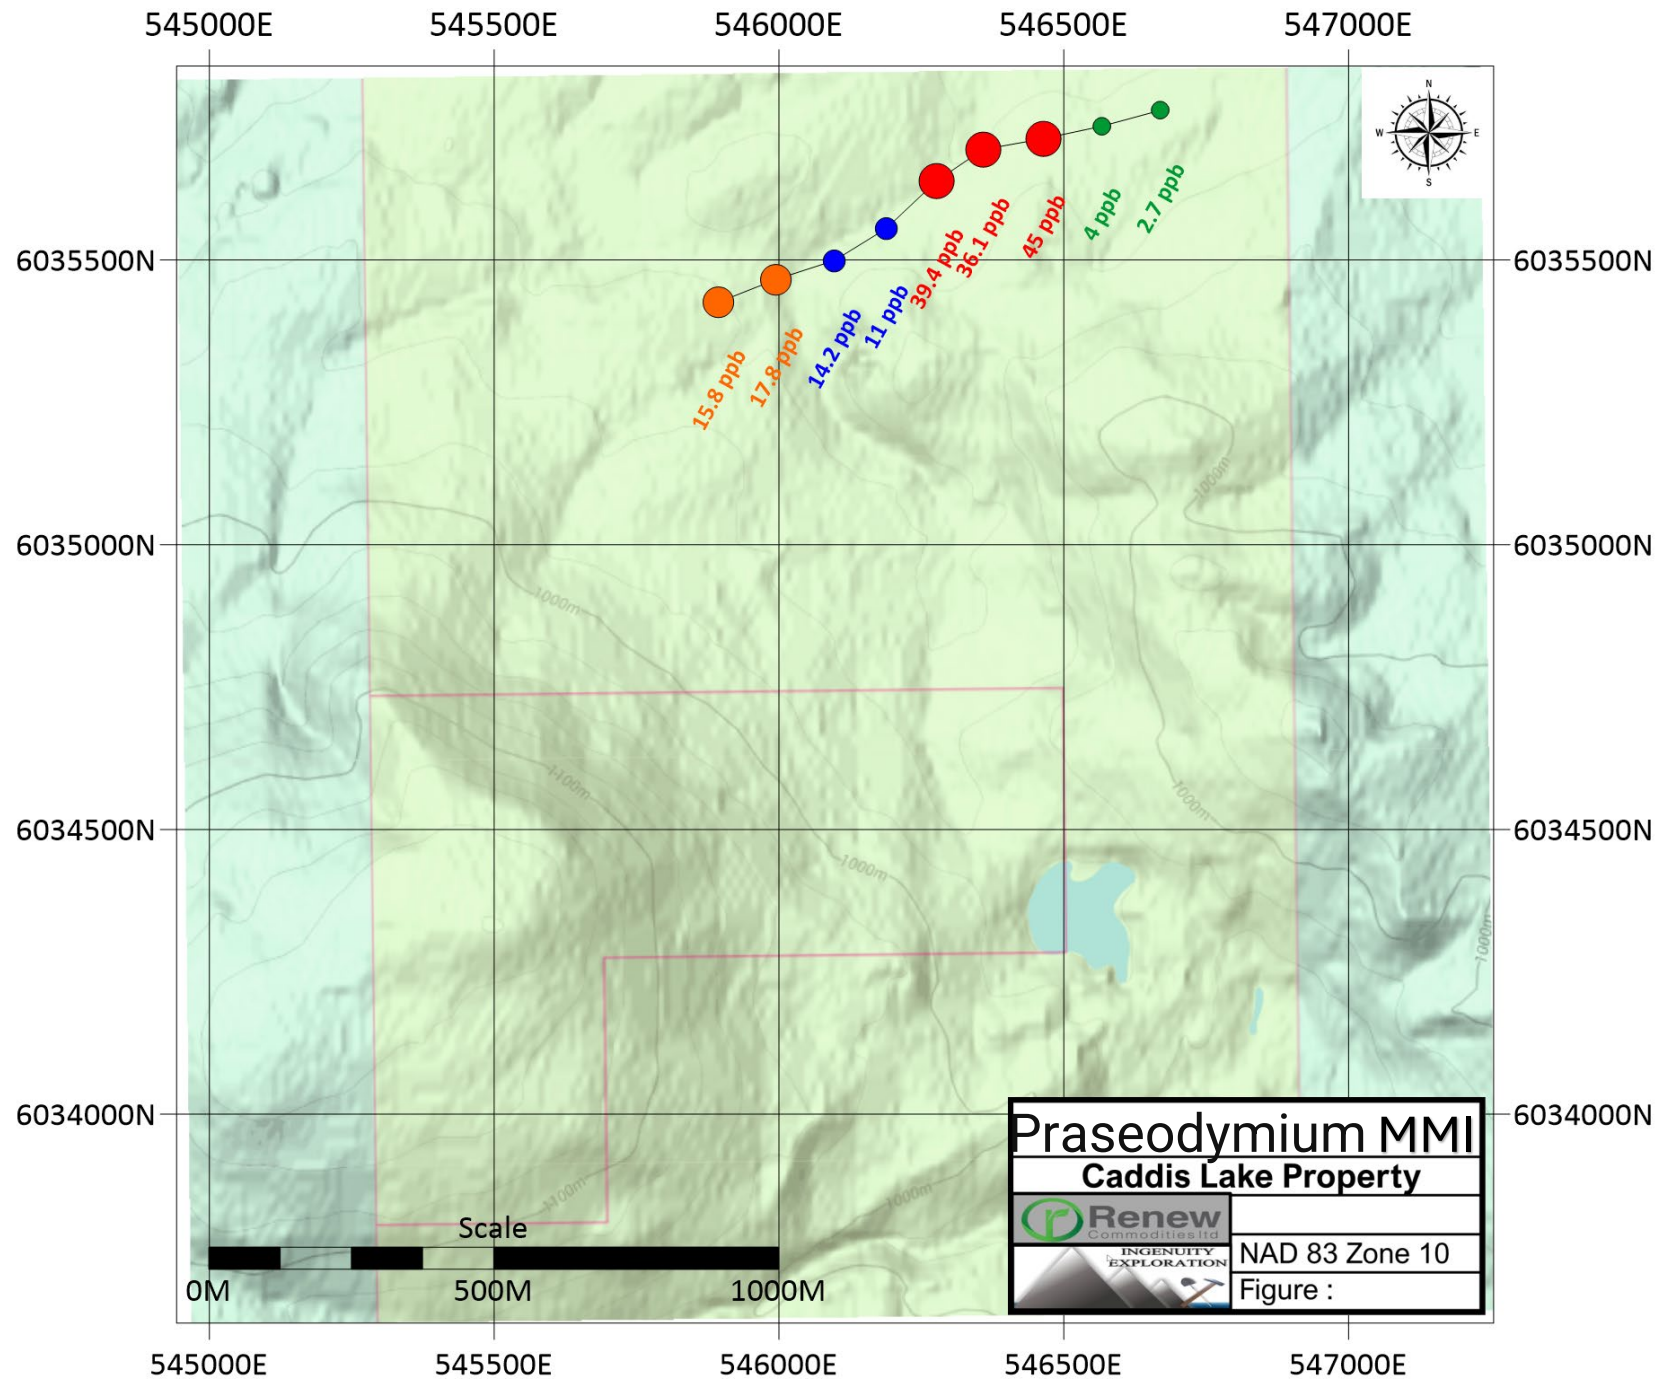 545000E 545500E 546000E 546500E 547000E
N
W E
S
2.7 ppb
4 ppb
45 ppb
36.1 ppb
39.4 ppb
11 ppb
14.2 ppb
17.8 ppb
15.8 ppb
6035500N 6035500N
1000m
6035000N 6035000N
1000m
1100m
1000m
6034500N 6034500N
1000m
1000m
6034000N 6034000N
1100m
1000m
Praseodymium MMI
Caddis Lake Property
r Renew
Commodities ltd
INGENUITY
EXPLORATION
NAD 83 Zone 10
Figure :
Scale
0M 500M 1000M
545000E 545500E 546000E 546500E 547000E